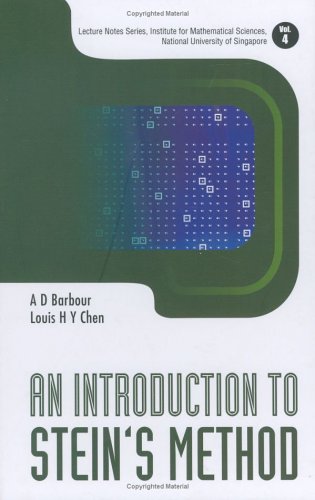 Copyrighted Material
Lecture Notes Series, Institute for Mathematical Sciences,
National University of Singapore
Vol.
4
A D Barbour
Louis H Y Chen
AN INTRODUCTION TO
STEIN'S METHOD
Copyrighted Material